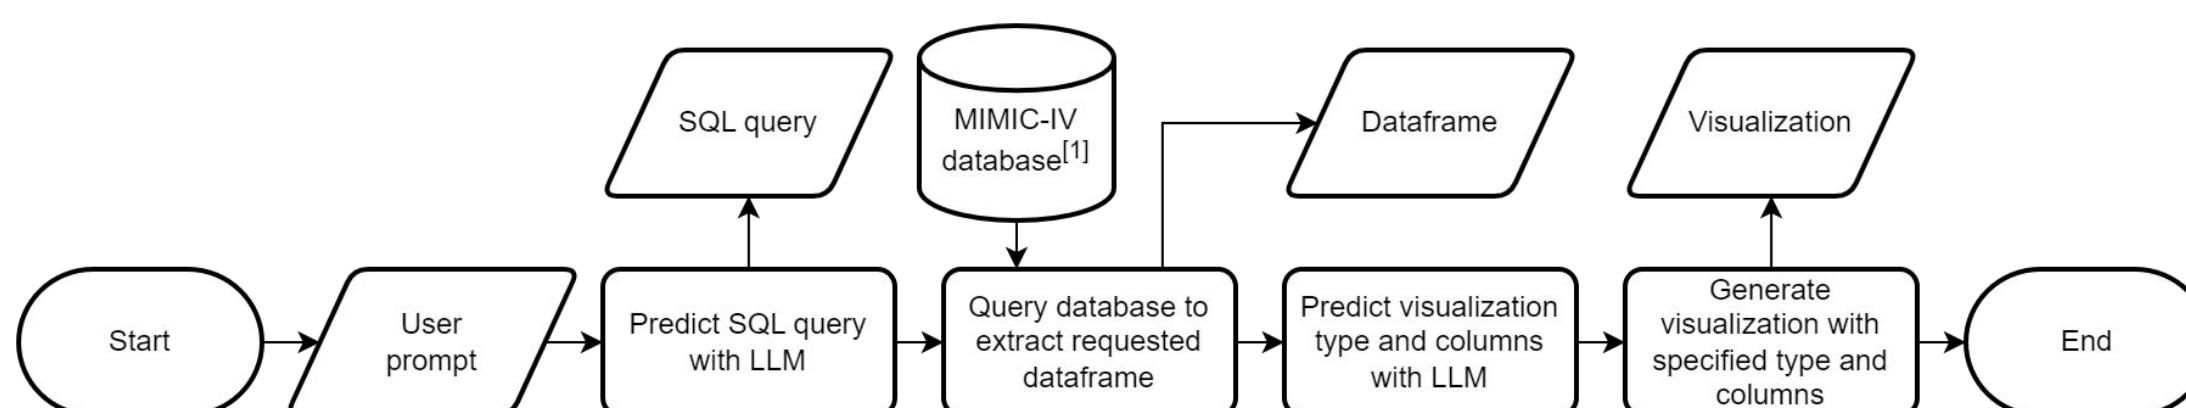 SQL query
MIMIC-IV
database[1]
Dataframe
Visualization
Start
User
prompt
Predict SQL query
with LLM
Query database to
extract requested
dataframe
Predict visualization
type and columns
with LLM
Generate
visualization with
specified type and
columns
End